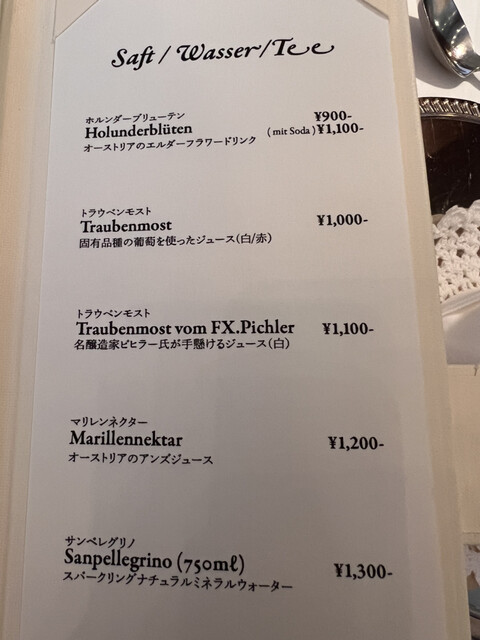 Saft / Wasser/Tee
ホルンダーブリューテン
¥900-
Holunderblüten
(mit Soda) ¥1,100-
オーストリアのエルダーフラワードリンク
トラウベンモスト
Traubenmost
¥1,000-
固有品種の葡萄を使ったジュース(白/赤)
トラウベンモスト
Traubenmost vom FX.Pichler
¥1,100-
名醸造家ピヒラー氏が手懸けるジュース(白)
マリレンネクター
Marillennektar
¥1,200-
オーストリアのアンズジュース
サンペレグリノ
Sanpellegrino (750mℓ)
¥1,300-
スパークリングナチュラルミネラルウォーター